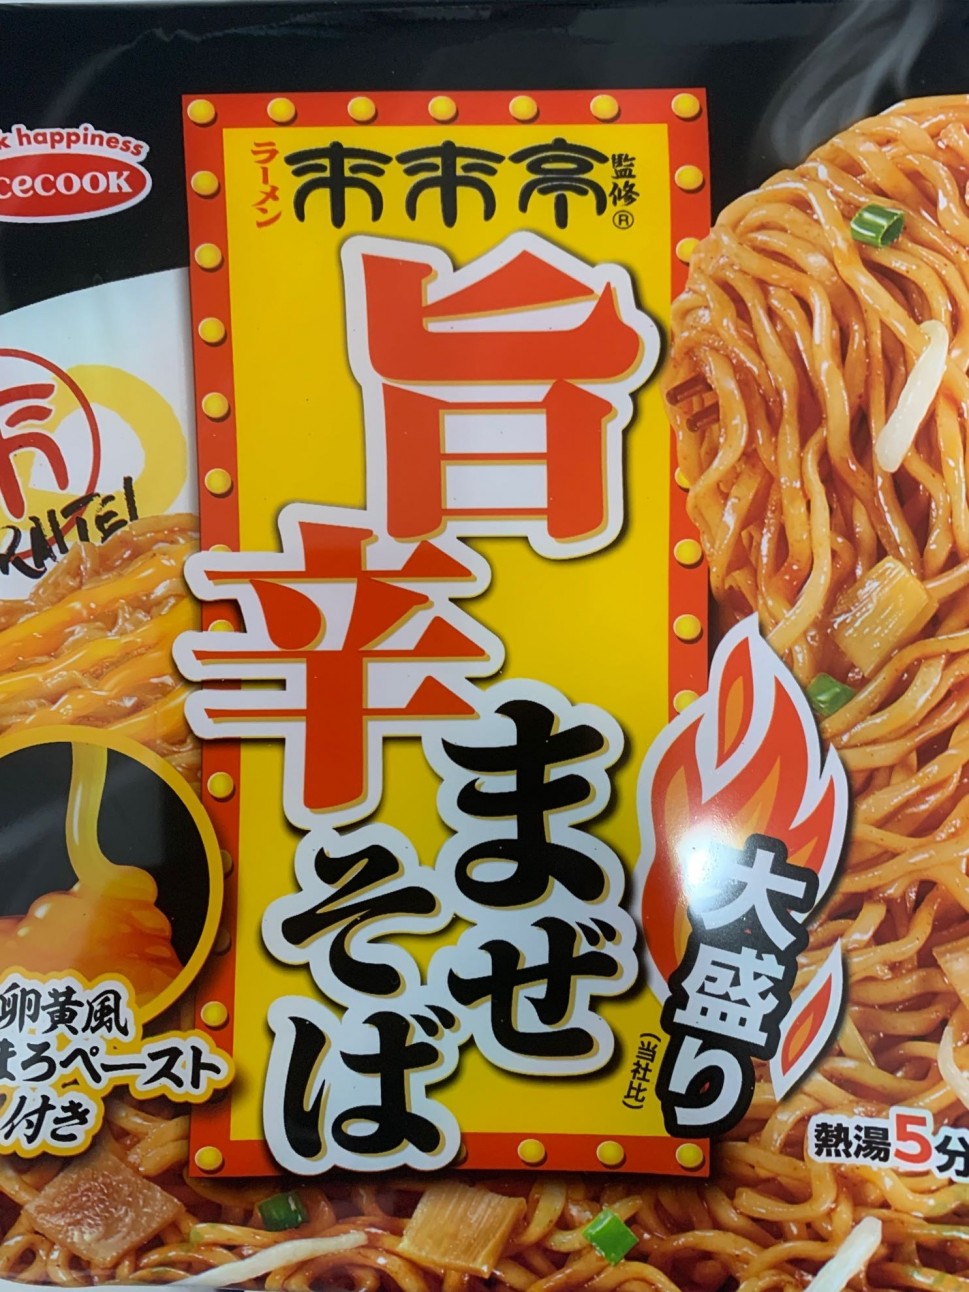 k happiness
cecook
ラーメン
来来亭
監修®
旨辛
まぜ
そば
大盛り
(当社比)
RAITEI
卵黄風
まろペースト
付き
熱湯5分